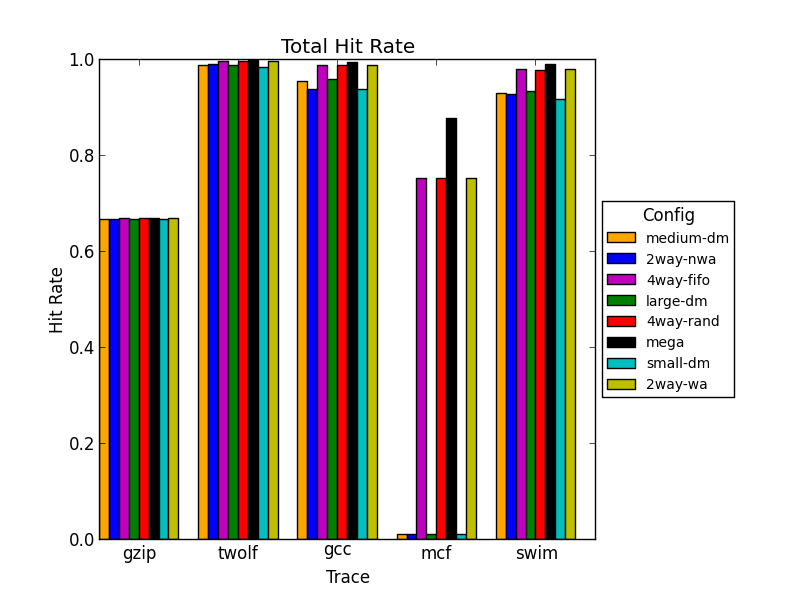 Total Hit Rate
1.0
0.8
0.6
0.4
0.2
0.0
Hit Rate
gzip
twolf
gcc
mcf
swim
Trace
Config
medium-dm
2way-nwa
4way-fifo
large-dm
4way-rand
mega
small-dm
2way-wa